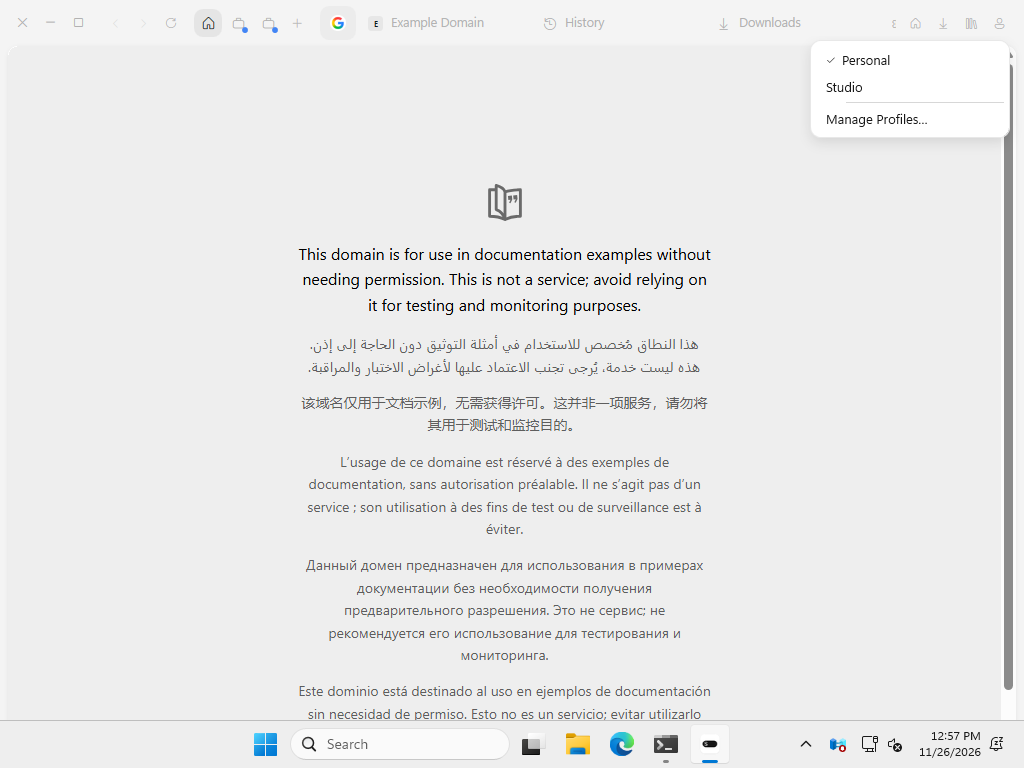 E Example Domain History Downloads ε
Personal
Studio
Manage Profiles...
This domain is for use in documentation examples without
needing permission. This is not a service; avoid relying on
it for testing and monitoring purposes.
هذا النطاق مُخصص للاستخدام في أمثلة التوثيق دون الحاجة إلى إذن.
هذه ليست خدمة، يُرجى تجنب الاعتماد عليها لأغراض الاختبار والمراقبة.
该域名仅用于文档示例，无需获得许可。这并非一项服务，请勿将
其用于测试和监控目的。
L’usage de ce domaine est réservé à des exemples de
documentation, sans autorisation préalable. Il ne s’agit pas d’un
service ; son utilisation à des fins de test ou de surveillance est à
éviter.
Данный домен предназначен для использования в примерах
документации без необходимости получения
предварительного разрешения. Это не сервис; не
рекомендуется его использование для тестирования и
мониторинга.
Este dominio está destinado al uso en ejemplos de documentación
sin necesidad de permiso. Esto no es un servicio; evitar utilizarlo
Search
12:57 PM
11/26/2026